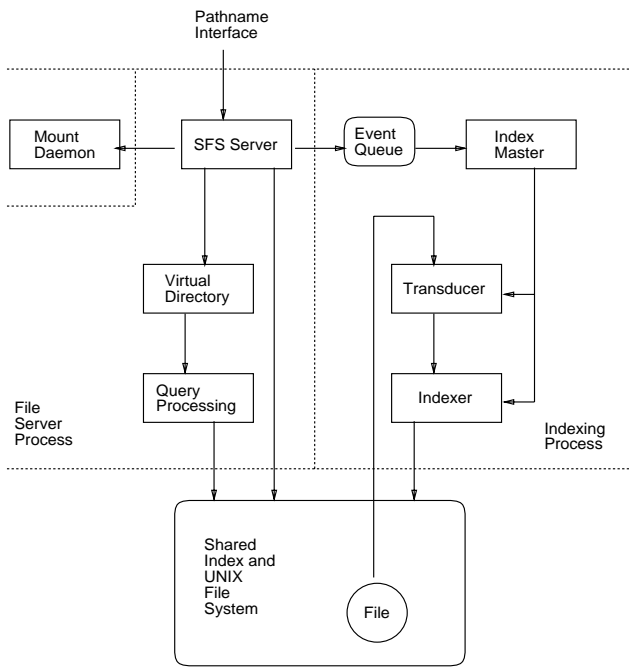 Pathname
Interface
Mount
Daemon
SFS Server
Event
Queue
Index
Master
Virtual
Directory
Transducer
Query
Processing
Indexer
File
Server
Process
Indexing
Process
Shared
Index and
UNIX
File
System
File